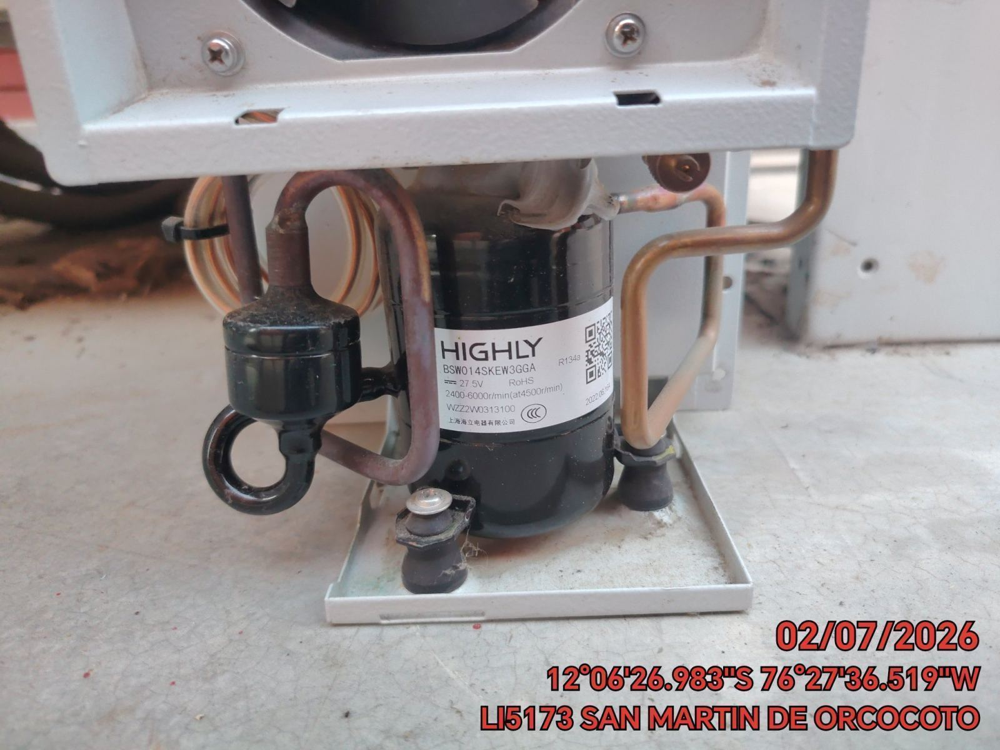 HIGHLY
BSW014SKEW3GGA
R134a
27.5V RoHS
2400-6000r/min(at4500r/min)
WZZ2W0313100
CCC
上海海立电器有限公司
02/07/2026
12°06'26.983"S 76°27'36.519"W
LI5173 SAN MARTIN DE ORCOCOTO